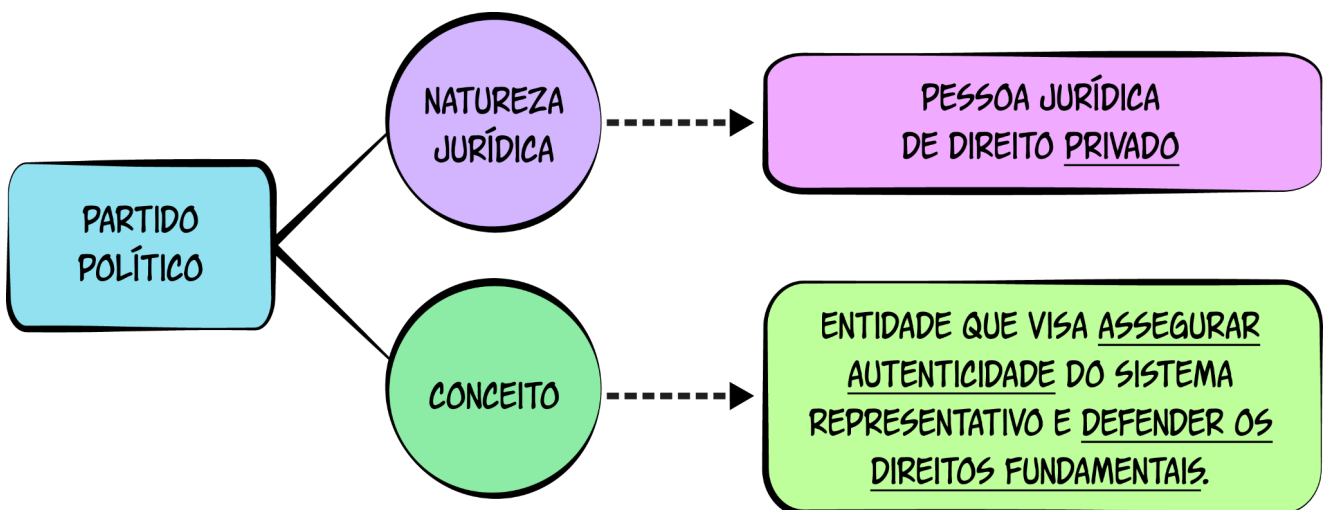 PARTIDO
POLÍTICO
NATUREZA
JURÍDICA
PESSOA JURÍDICA
DE DIREITO PRIVADO
CONCEITO
ENTIDADE QUE VISA ASSEGURAR
AUTENTICIDADE DO SISTEMA
REPRESENTATIVO E DEFENDER OS
DIREITOS FUNDAMENTAIS.